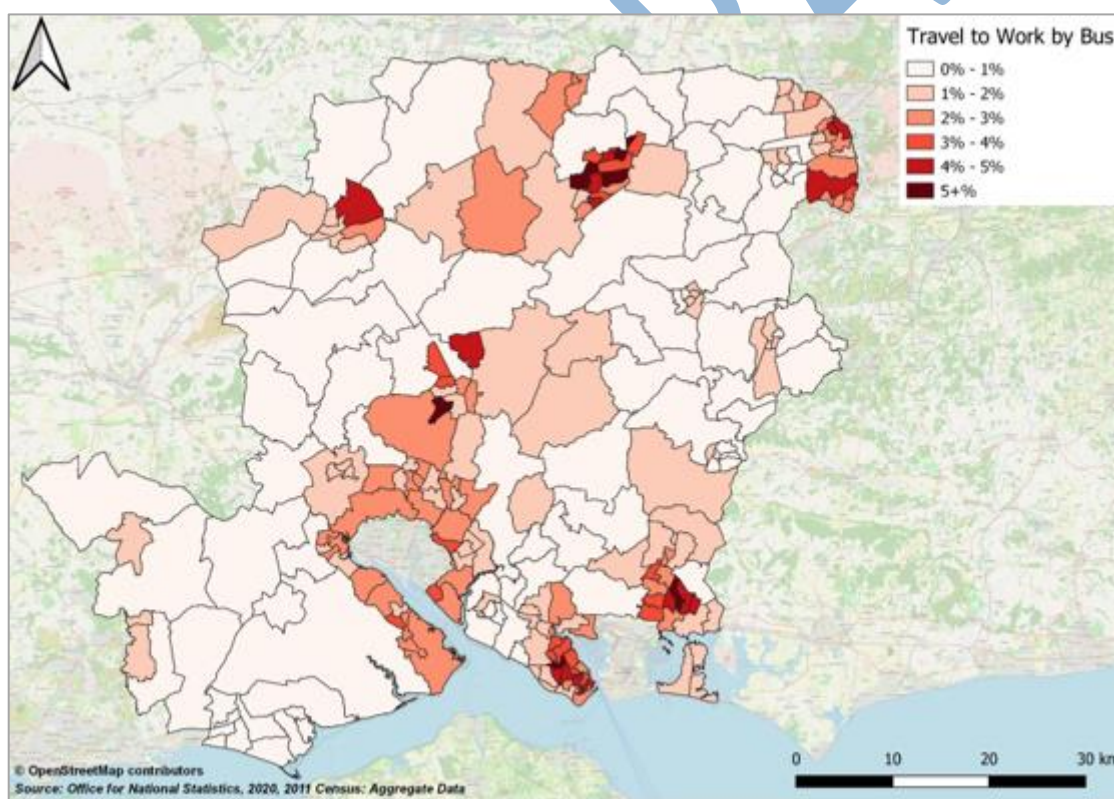 Travel to Work by Bus
0% - 1%
1% - 2%
2% - 3%
3% - 4%
4% - 5%
5+%
0 10 20 30 km
© OpenStreetMap contributors
Source: Office for National Statistics, 2020, 2011 Census: Aggregate Data